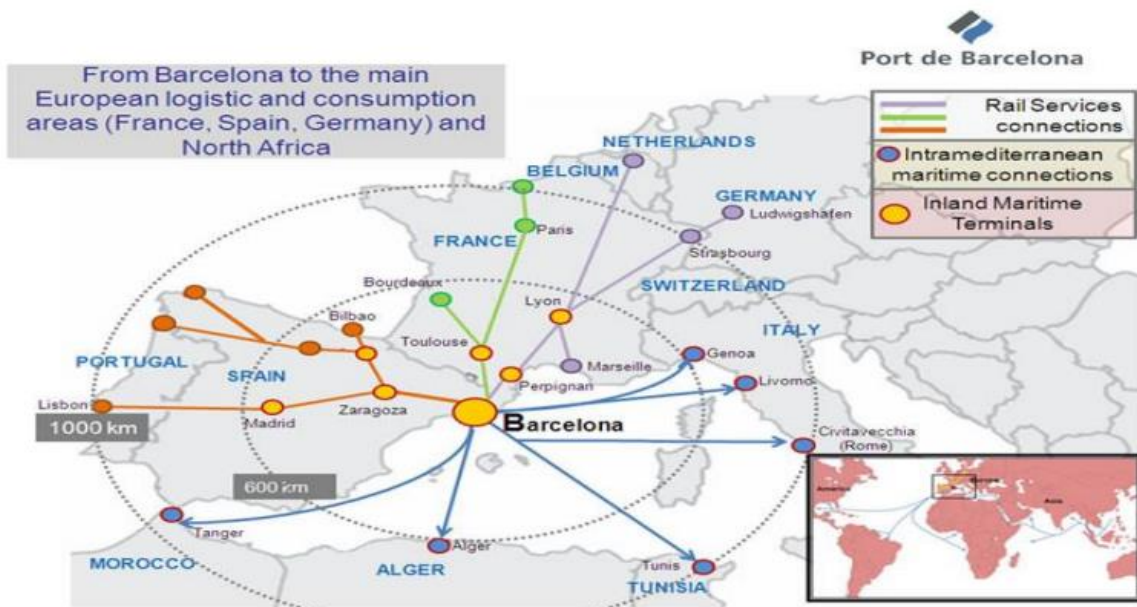 Port de Barcelona
From Barcelona to the main
European logistic and consumption
areas (France, Spain, Germany) and
North Africa
Rail Services
connections
Intramediterranean
maritime connections
Inland Maritime
Terminals
NETHERLANDS
BELGIUM
GERMANY
Ludwigshafen
Paris
FRANCE
Strasbourg
Bourdeaux
SWITZERLAND
Lyon
Bilbao
ITALY
Toulouse
Genoa
PORTUGAL
Marseille
SPAIN
Perpignan
Livorno
Lisbon
Zaragoza
Madrid
Barcelona
1000 km
Civitavecchia
(Rome)
600 km
America
Europe
Asia
Tanger
Alger
MOROCCO
ALGER
Tunis
TUNISIA